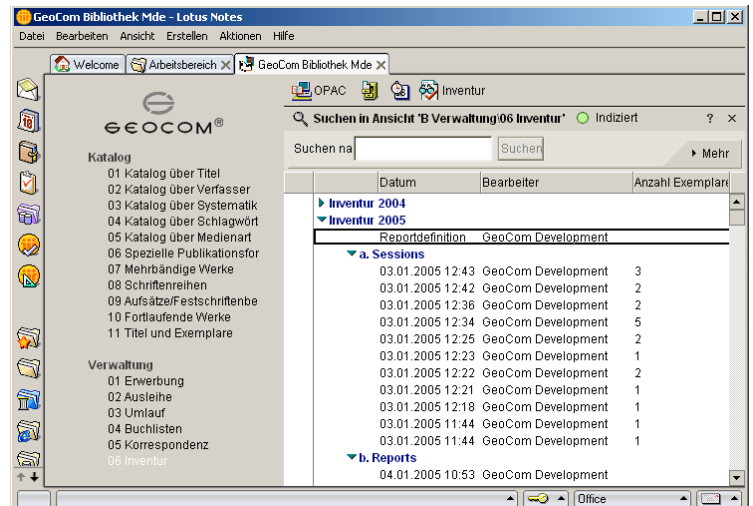 GeoCom Bibliothek Mde - Lotus Notes
Datei Bearbeiten Ansicht Erstellen Aktionen Hilfe
Welcome Arbeitsbereich GeoCom Bibliothek Mde
OPAC Inventur
GEOCOM®
Suchen in Ansicht 'B Verwaltung\06 Inventur' Indiziert ?
Suchen na Suchen Mehr
Katalog
01 Katalog über Titel
02 Katalog über Verfasser
03 Katalog über Systematik
04 Katalog über Schlagwört
05 Katalog über Medienart
06 Spezielle Publikationsfor
07 Mehrbändige Werke
08 Schriftenreihen
09 Aufsätze/Festschriftenbe
10 Fortlaufende Werke
11 Titel und Exemplare
Verwaltung
01 Erwerbung
02 Ausleihe
03 Umlauf
04 Buchlisten
05 Korrespondenz
06 Inventur
Datum Bearbeiter Anzahl Exemplare
Inventur 2004
Inventur 2005
Reportdefinition GeoCom Development
a. Sessions
03.01.2005 12:43 GeoCom Development 3
03.01.2005 12:42 GeoCom Development 2
03.01.2005 12:36 GeoCom Development 2
03.01.2005 12:34 GeoCom Development 5
03.01.2005 12:25 GeoCom Development 2
03.01.2005 12:23 GeoCom Development 1
03.01.2005 12:22 GeoCom Development 2
03.01.2005 12:21 GeoCom Development 1
03.01.2005 12:18 GeoCom Development 1
03.01.2005 11:44 GeoCom Development 1
03.01.2005 11:44 GeoCom Development 1
b. Reports
04.01.2005 10:53 GeoCom Development
Office